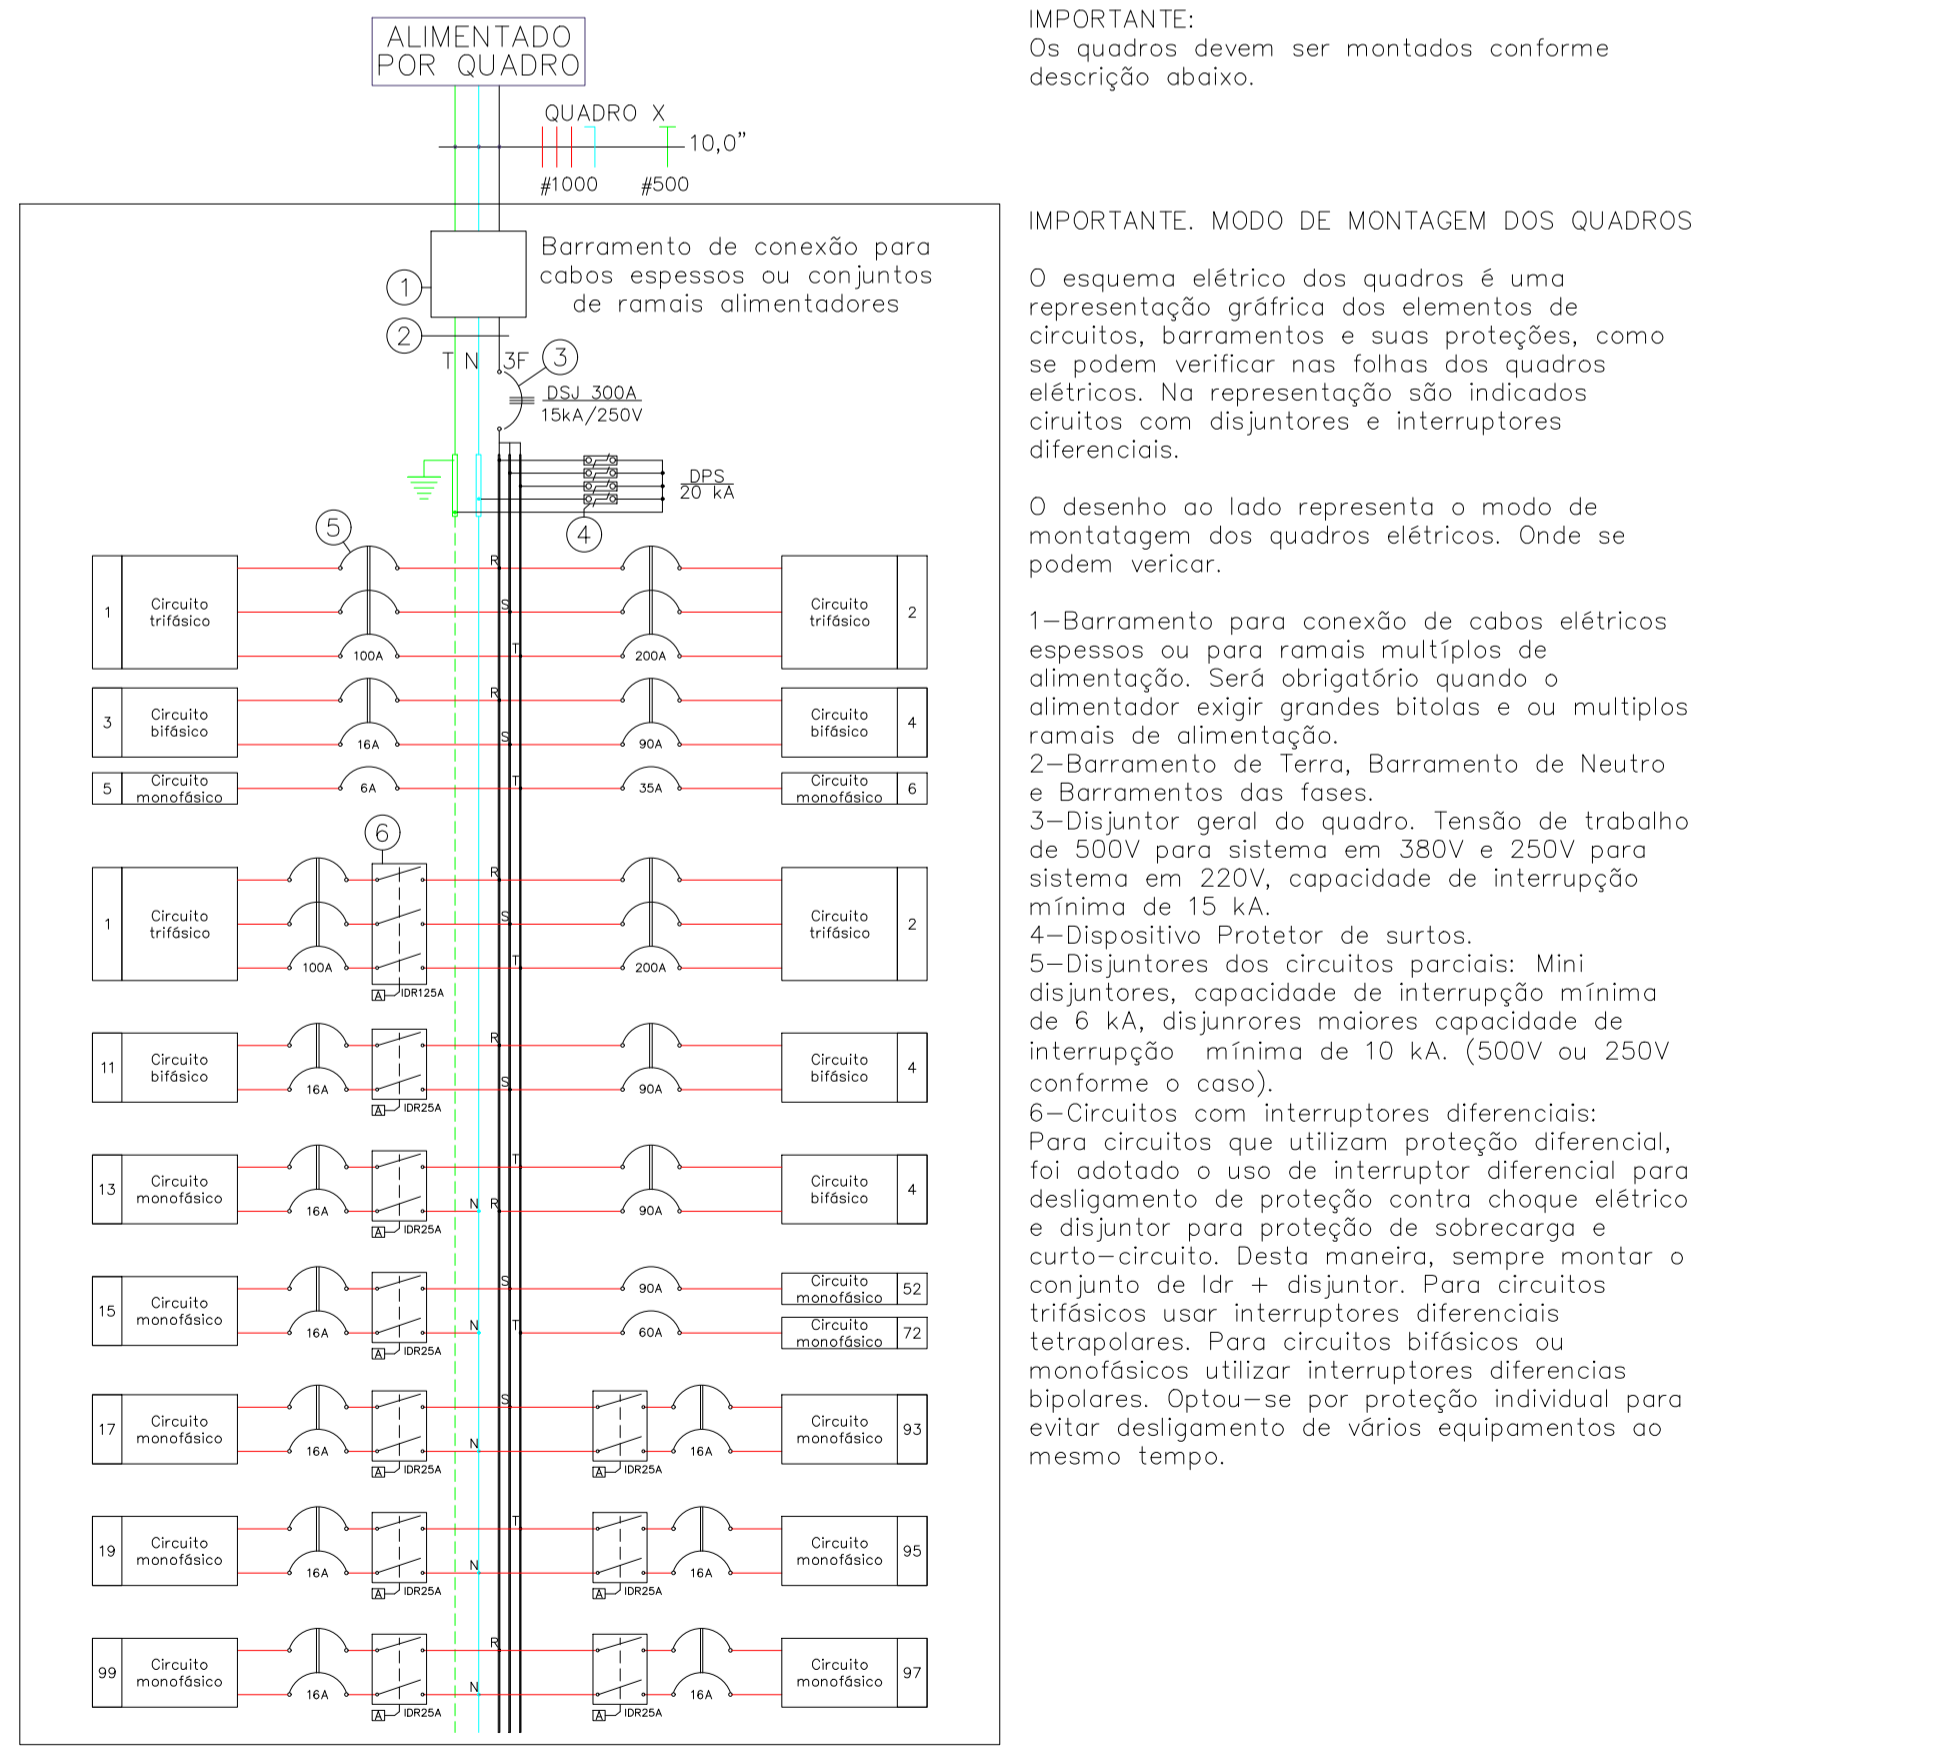 ALIMENTADO
POR QUADRO
QUADRO X
10,0"
#1000
#500
Barramento de conexão para
cabos espessos ou conjuntos
de ramais alimentadores
1
2
T N 3F
3
DSJ 300A
15kA/250V
DPS
20 kA
4
5
1
Circuito
trifásico
100A
R
S
T
200A
Circuito
trifásico
2
3
Circuito
bifásico
16A
R
S
90A
Circuito
bifásico
4
5
Circuito
monofásico
6A
T
35A
Circuito
monofásico
6
6
1
Circuito
trifásico
100A
A
IDR125A
R
S
T
200A
Circuito
trifásico
2
11
Circuito
bifásico
16A
A
IDR25A
R
S
90A
Circuito
bifásico
4
13
Circuito
monofásico
16A
A
IDR25A
T
N R
90A
Circuito
bifásico
4
15
Circuito
monofásico
16A
A
IDR25A
S
N
T
90A
Circuito
monofásico
52
60A
Circuito
monofásico
72
17
Circuito
monofásico
16A
A
IDR25A
S
N
A
IDR25A
16A
Circuito
monofásico
93
19
Circuito
monofásico
16A
A
IDR25A
T
N
A
IDR25A
16A
Circuito
monofásico
95
99
Circuito
monofásico
16A
A
IDR25A
R
N
A
IDR25A
16A
Circuito
monofásico
97
IMPORTANTE:
Os quadros devem ser montados conforme
descrição abaixo.
IMPORTANTE. MODO DE MONTAGEM DOS QUADROS
O esquema elétrico dos quadros é uma
representação gráfrica dos elementos de
circuitos, barramentos e suas proteções, como
se podem verificar nas folhas dos quadros
elétricos. Na representação são indicados
ciruitos com disjuntores e interruptores
diferenciais.
O desenho ao lado representa o modo de
montatagem dos quadros elétricos. Onde se
podem vericar.
1-Barramento para conexão de cabos elétricos
espessos ou para ramais multíplos de
alimentação. Será obrigatório quando o
alimentador exigir grandes bitolas e ou multiplos
ramais de alimentação.
2-Barramento de Terra, Barramento de Neutro
e Barramentos das fases.
3-Disjuntor geral do quadro. Tensão de trabalho
de 500V para sistema em 380V e 250V para
sistema em 220V, capacidade de interrupção
mínima de 15 kA.
4-Dispositivo Protetor de surtos.
5-Disjuntores dos circuitos parciais: Mini
disjuntores, capacidade de interrupção mínima
de 6 kA, disjunrores maiores capacidade de
interrupção mínima de 10 kA. (500V ou 250V
conforme o caso).
6-Circuitos com interruptores diferenciais:
Para circuitos que utilizam proteção diferencial,
foi adotado o uso de interruptor diferencial para
desligamento de proteção contra choque elétrico
e disjuntor para proteção de sobrecarga e
curto-circuito. Desta maneira, sempre montar o
conjunto de Idr + disjuntor. Para circuitos
trifásicos usar interruptores diferenciais
tetrapolares. Para circuitos bifásicos ou
monofásicos utilizar interruptores diferencias
bipolares. Optou-se por proteção individual para
evitar desligamento de vários equipamentos ao
mesmo tempo.